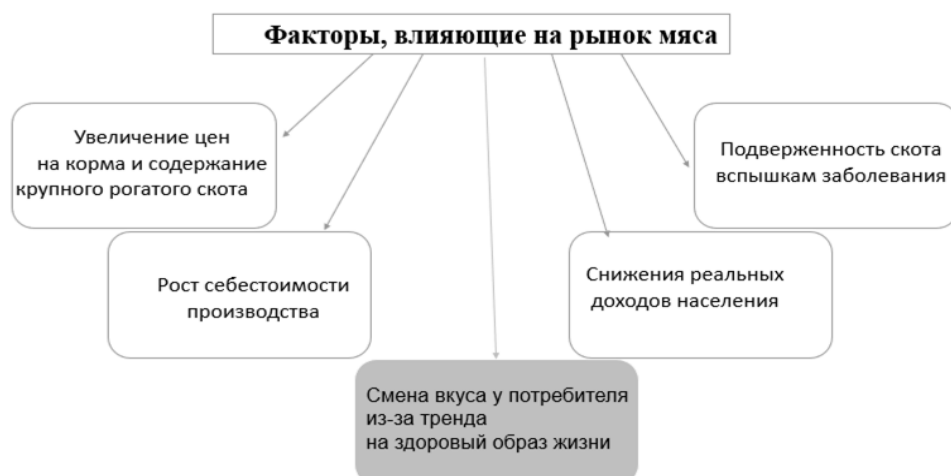 Факторы, влияющие на рынок мяса
Увеличение цен
на корма и содержание
крупного рогатого скота
Подверженность скота
вспышкам заболевания
Рост себестоимости
производства
Снижения реальных
доходов населения
Смена вкуса у потребителя
из-за тренда
на здоровый образ жизни